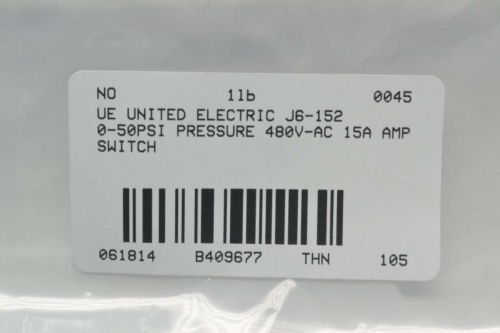 NO 1lb 0045
UE UNITED ELECTRIC J6-152
0-50PSI PRESSURE 480V-AC 15A AMP
SWITCH
061814 B409677 THN 105